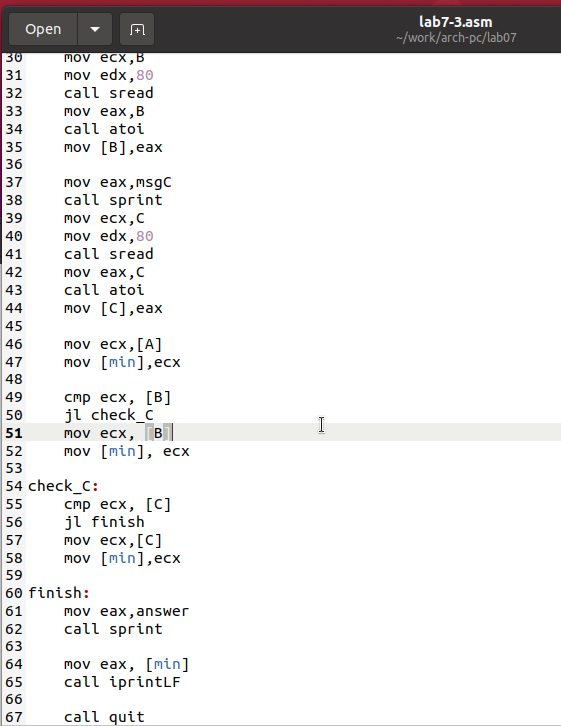 Open
lab7-3.asm
~/work/arch-pc/lab07
30 mov ecx,B
31 mov edx,80
32 call sread
33 mov eax,B
34 call atoi
35 mov [B],eax
36
37 mov eax,msgC
38 call sprint
39 mov ecx,C
40 mov edx,80
41 call sread
42 mov eax,C
43 call atoi
44 mov [C],eax
45
46 mov ecx,[A]
47 mov [min],ecx
48
49 cmp ecx, [B]
50 jl check_C
51 mov ecx, [B]
52 mov [min], ecx
53
54 check_C:
55 cmp ecx, [C]
56 jl finish
57 mov ecx,[C]
58 mov [min],ecx
59
60 finish:
61 mov eax,answer
62 call sprint
63
64 mov eax, [min]
65 call iprintLF
66
67 call quit